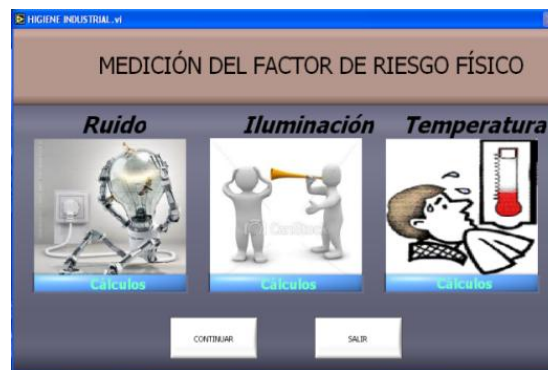 HIGIENE INDUSTRIAL.vi
MEDICIÓN DEL FACTOR DE RIESGO FÍSICO
Ruido Iluminación Temperatura
Cálculos Cálculos Cálculos
CONTINUAR SALIR